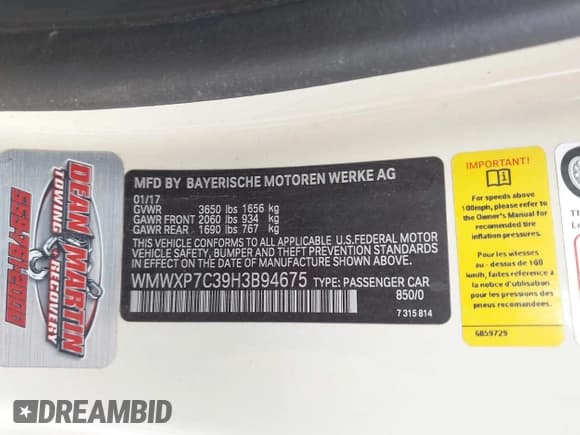 MFD BY BAYERISCHE MOTOREN WERKE AG
01/17
GVWR 3650 lbs 1656 kg
GAWR FRONT 2060 lbs 934 kg
GAWR REAR 1690 lbs 767 kg
THIS VEHICLE CONFORMS TO ALL APPLICABLE U.S.FEDERAL MOTOR
VEHICLE SAFETY, BUMPER, AND THEFT PREVENTION STANDARDS
IN EFFECT ON THE DATE OF MANUFACTURE SHOWN ABOVE.
WMWXP7C39H3B94675 TYPE: PASSENGER CAR
850/0
7 315 814
DEAN MARTIN
TOWING & RECOVERY
IMPORTANT!
For speeds above
100mph, please refer to
the Owner's Manual for
recommended tire
inflation pressures.
Pour les vitesses
au - dessus de 160
kmh, faites référence à
la notice d'utilisation
pour les pressions de
gonflage recommandées.
6859729
DREAMBID